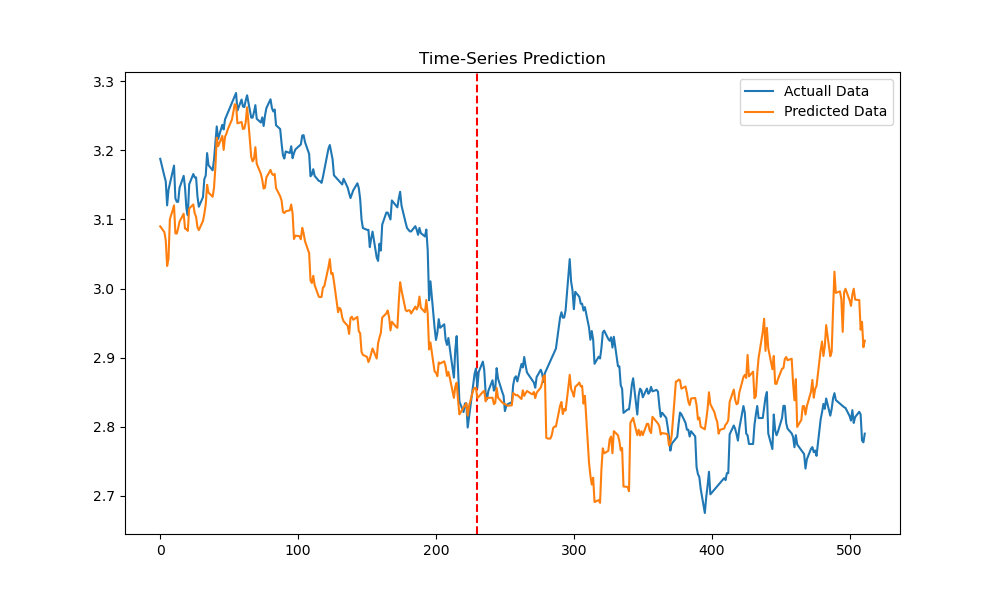 Time-Series Prediction
Actuall Data
Predicted Data
3.3
3.2
3.1
3.0
2.9
2.8
2.7
0 100 200 300 400 500